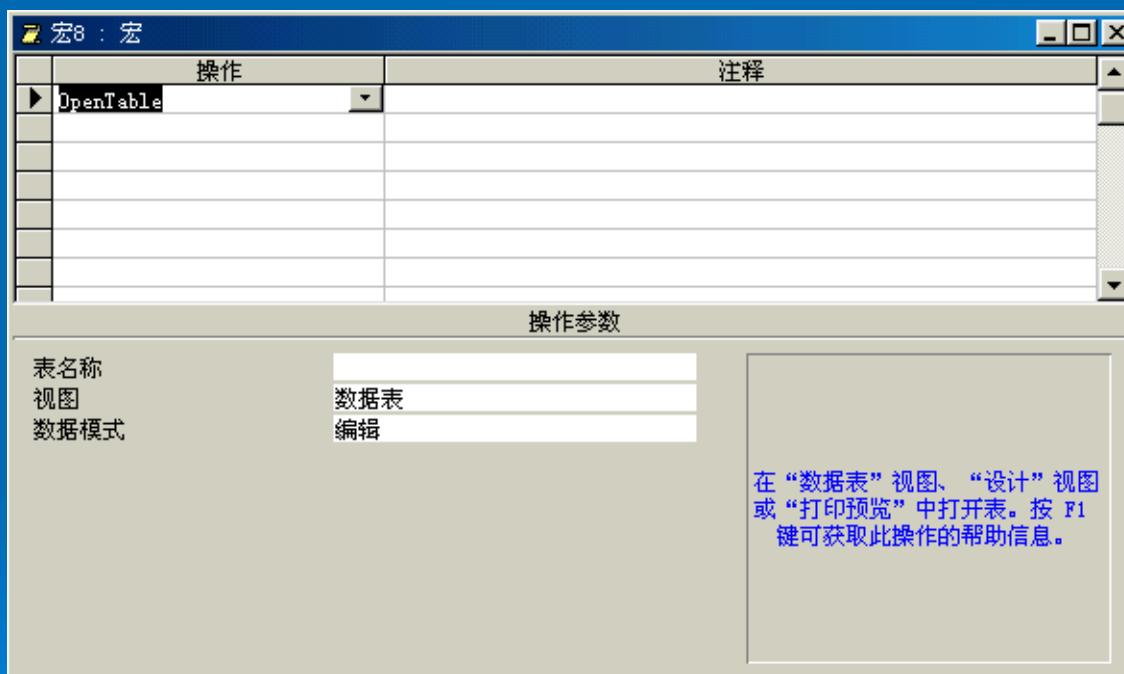 宏8 : 宏
操作 注释
OpenTable
操作参数
表名称
视图 数据表
数据模式 编辑
在“数据表”视图、“设计”视图
或“打印预览”中打开表。按 F1
键可获取此操作的帮助信息。